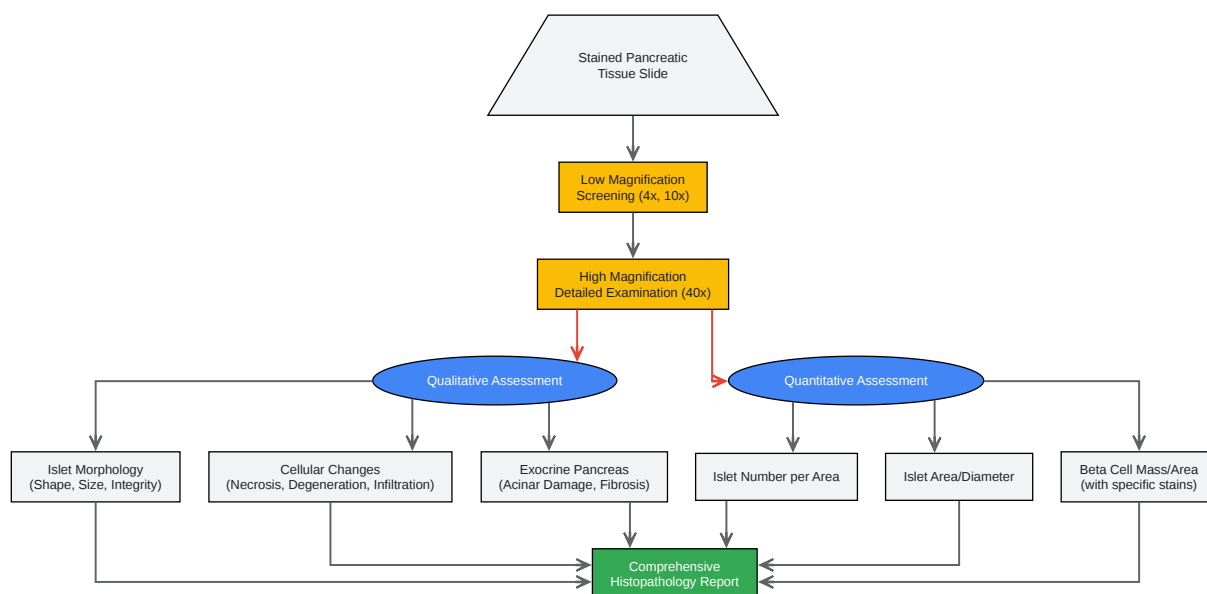 Stained Pancreatic
Tissue Slide
Low Magnification
Screening (4x, 10x)
High Magnification
Detailed Examination (40x)
Qualitative Assessment
Quantitative Assessment
Islet Morphology
(Shape, Size, Integrity)
Cellular Changes
(Necrosis, Degeneration, Infiltration)
Exocrine Pancreas
(Acinar Damage, Fibrosis)
Islet Number per Area
Islet Area/Diameter
Beta Cell Mass/Area
(with specific stains)
Comprehensive
Histopathology Report